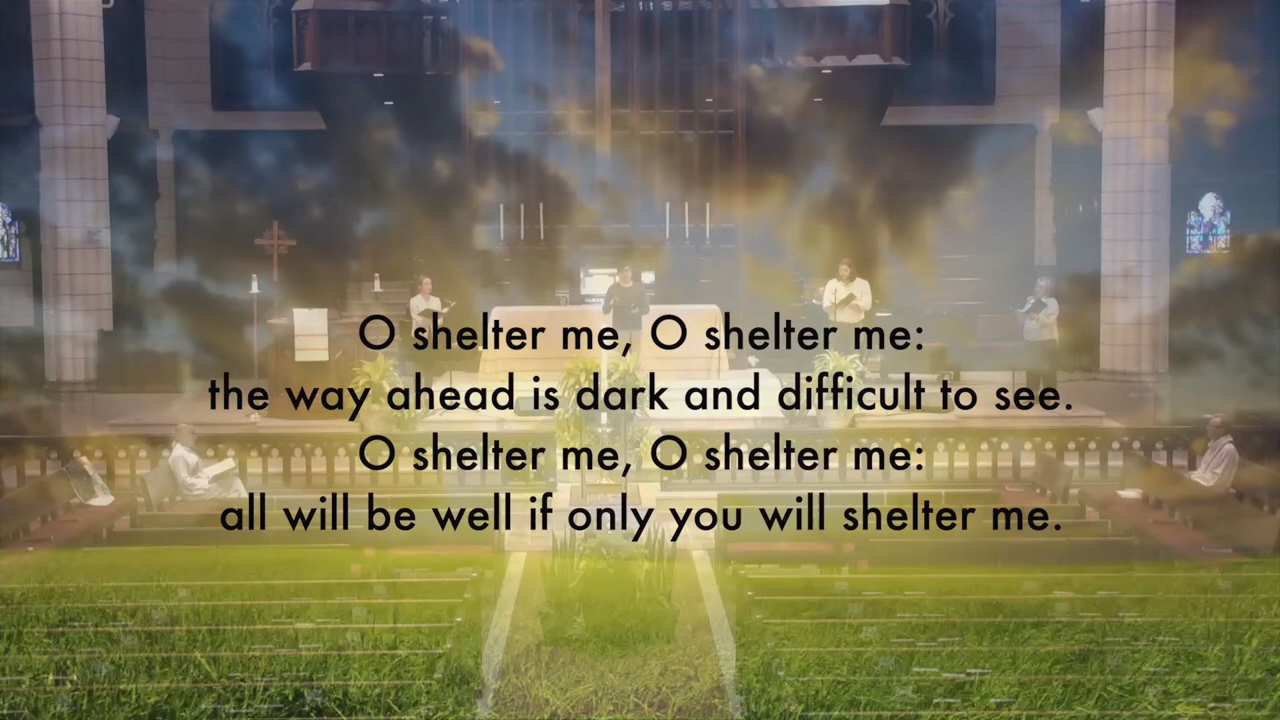 O shelter me, O shelter me:
the way ahead is dark and difficult to see.
O shelter me, O shelter me:
all will be well if only you will shelter me.